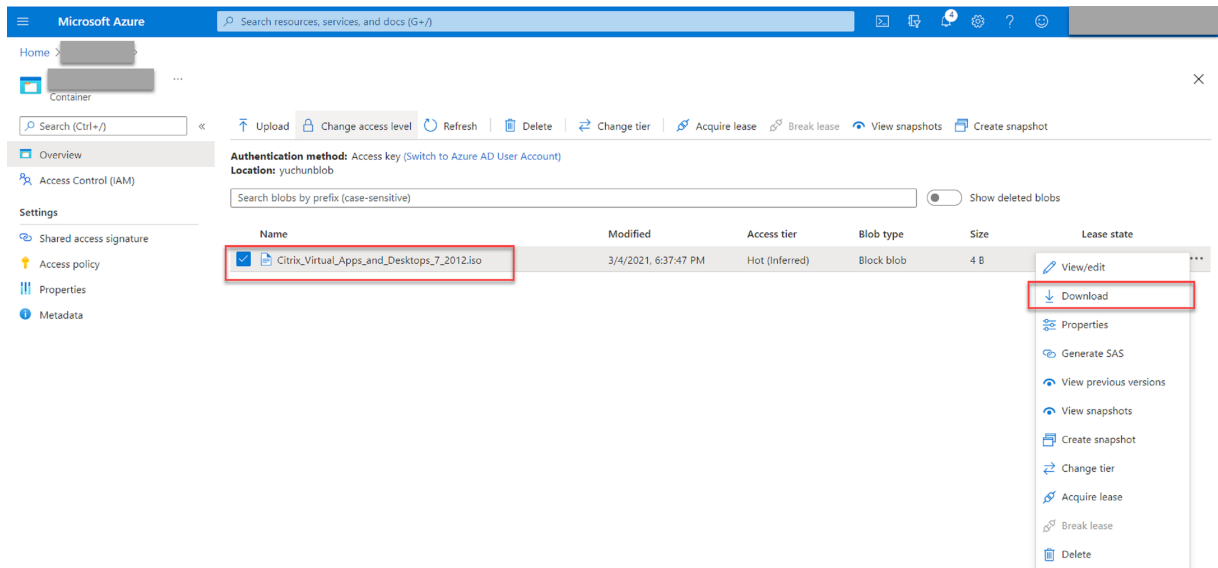 Microsoft Azure
Search resources, services, and docs (G+/)
4
Home >
...
Container
Search (Ctrl+/)
«
Overview
Access Control (IAM)
Settings
Shared access signature
Access policy
Properties
Metadata
Upload Change access level Refresh Delete Change tier Acquire lease Break lease View snapshots Create snapshot
Authentication method: Access key (Switch to Azure AD User Account)
Location: yuchunblob
Search blobs by prefix (case-sensitive) Show deleted blobs
Name Modified Access tier Blob type Size Lease state
Citrix_Virtual_Apps_and_Desktops_7_2012.iso 3/4/2021, 6:37:47 PM Hot (Inferred) Block blob 4 B ...
View/edit
Download
Properties
Generate SAS
View previous versions
View snapshots
Create snapshot
Change tier
Acquire lease
Break lease
Delete